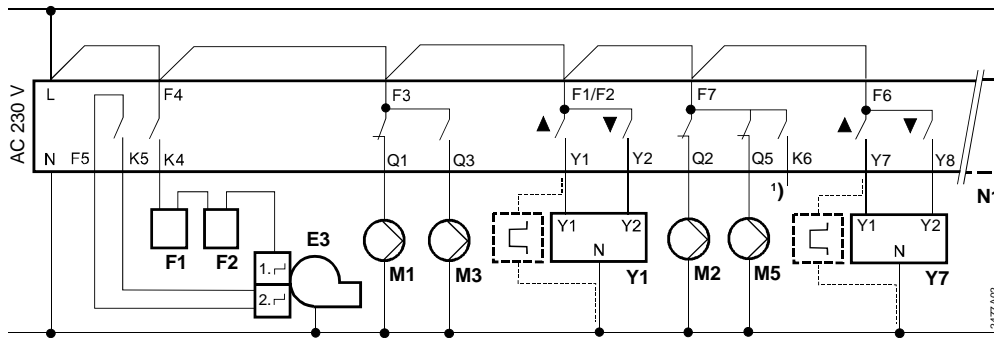 AC 230 V
L F4 F3 F1/F2 F7 F6
▲ ▼ ▲ ▼
N F5 K5 K4 Q1 Q3 Y1 Y2 Q2 Q5 K6 Y7 Y8
1)
N1
Y1 Y2 Y1 Y2
F1 F2 E3 M1 M3 N Y1 M2 M5 N Y7
1.
2.
2477A02